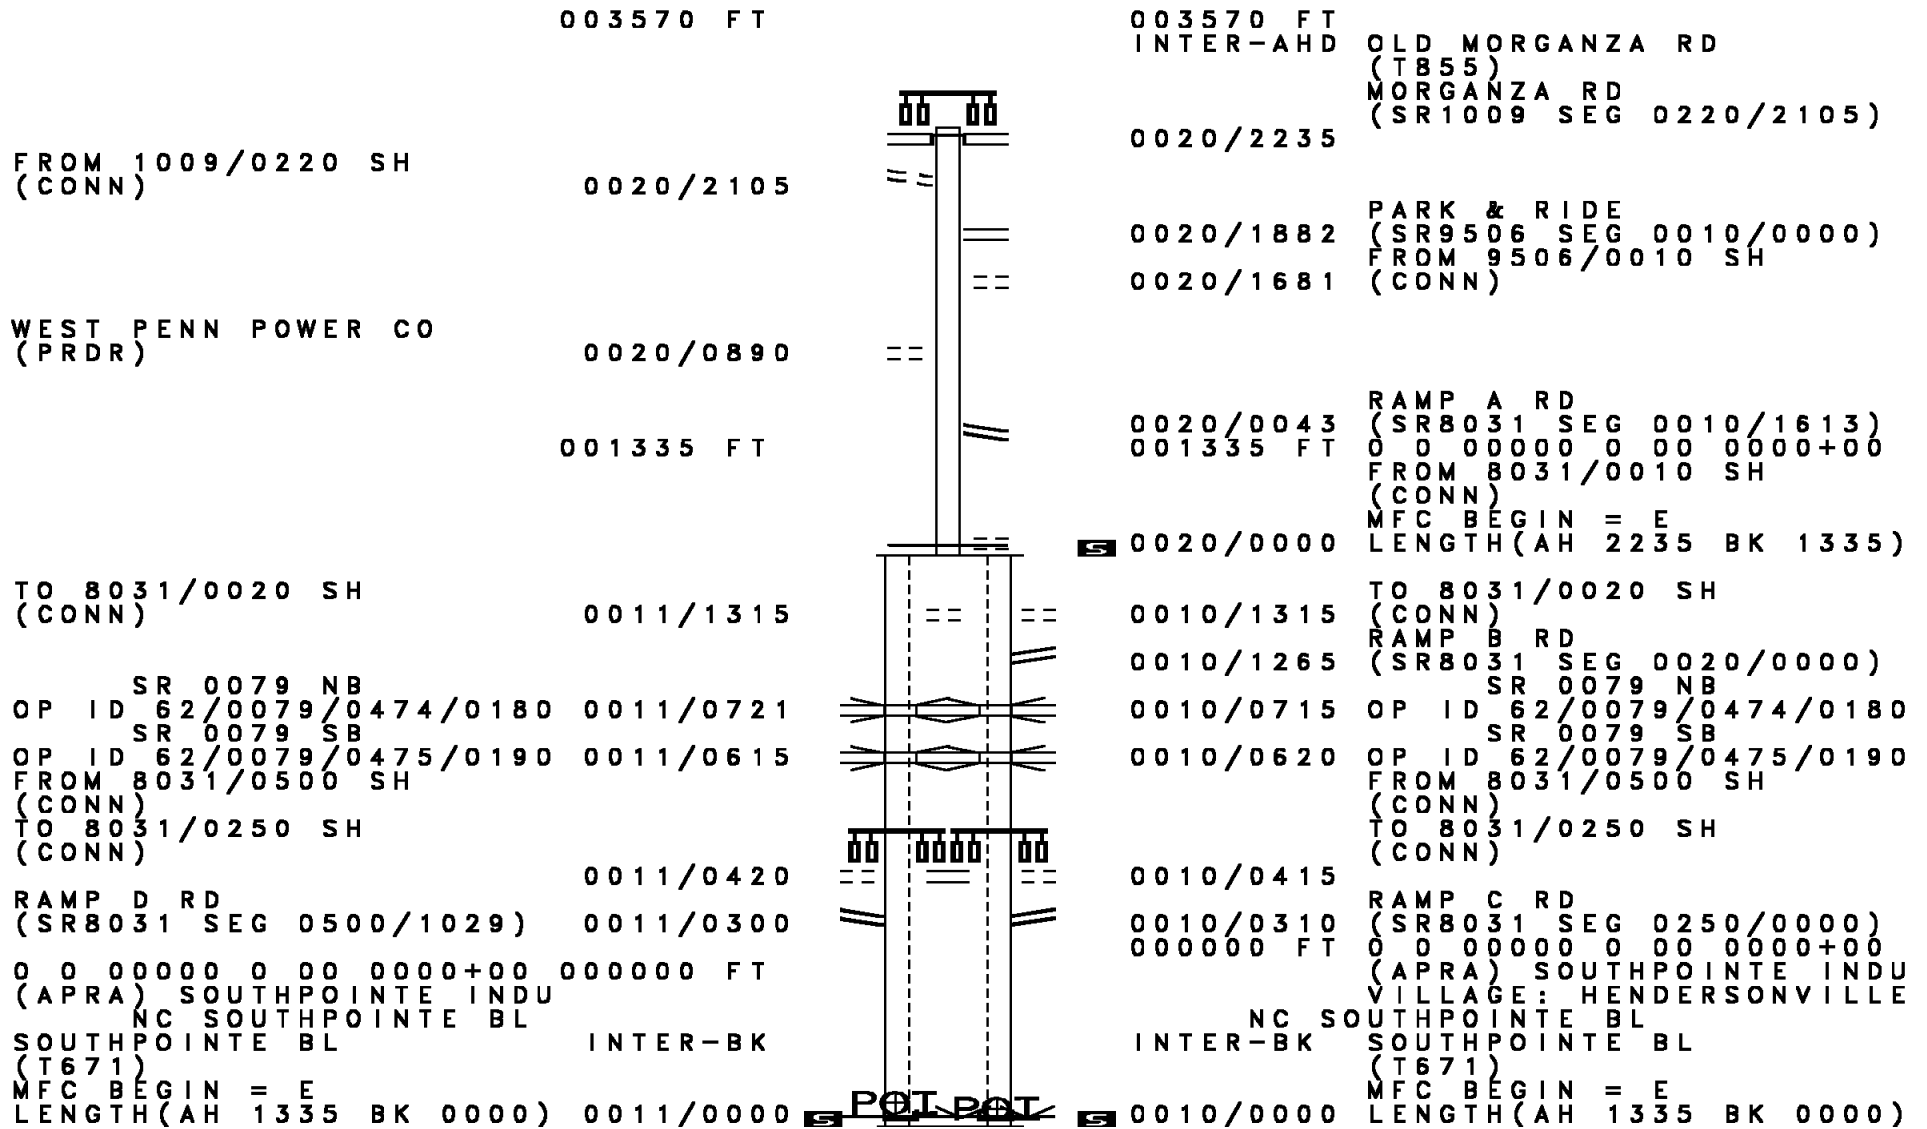 003570 FT
003570 FT
INTER-AHD OLD MORGANZA RD
(T855)
MORGANZA RD
(SR1009 SEG 0220/2105)
0020/2235
FROM 1009/0220 SH
(CONN) 0020/2105
PARK & RIDE
0020/1882 (SR9506 SEG 0010/0000)
FROM 9506/0010 SH
0020/1681 (CONN)
WEST PENN POWER CO
(PRDR) 0020/0890
RAMP A RD
0020/0043 (SR8031 SEG 0010/1613)
001335 FT
001335 FT 0 0 00000 0 00 0000+00
FROM 8031/0010 SH
(CONN)
MFC BEGIN = E
S 0020/0000 LENGTH(AH 2235 BK 1335)
TO 8031/0020 SH
(CONN) 0011/1315
TO 8031/0020 SH
0010/1315 (CONN)
RAMP B RD
0010/1265 (SR8031 SEG 0020/0000)
SR 0079 NB
OP ID 62/0079/0474/0180 0011/0721
SR 0079 NB
0010/0715 OP ID 62/0079/0474/0180
SR 0079 SB
OP ID 62/0079/0475/0190 0011/0615
SR 0079 SB
0010/0620 OP ID 62/0079/0475/0190
FROM 8031/0500 SH
(CONN)
TO 8031/0250 SH
(CONN)
FROM 8031/0500 SH
(CONN)
TO 8031/0250 SH
(CONN)
0011/0420
0010/0415
RAMP D RD
(SR8031 SEG 0500/1029) 0011/0300
RAMP C RD
0010/0310 (SR8031 SEG 0250/0000)
000000 FT 0 0 00000 0 00 0000+00
0 0 00000 0 00 0000+00 000000 FT
(APRA) SOUTHPOINTE INDU
NC SOUTHPOINTE BL
SOUTHPOINTE BL INTER-BK
(T671)
MFC BEGIN = E
LENGTH(AH 1335 BK 0000) 0011/0000 S
POT POT
(APRA) SOUTHPOINTE INDU
VILLAGE: HENDERSONVILLE
NC SOUTHPOINTE BL
INTER-BK SOUTHPOINTE BL
(T671)
MFC BEGIN = E
S 0010/0000 LENGTH(AH 1335 BK 0000)